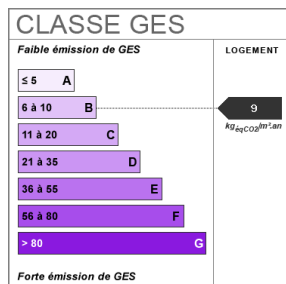 CLASSE GES
Faible émission de GES
LOGEMENT
≤ 5 A
6 à 10 B
9
kgéqCO2/m².an
11 à 20 C
21 à 35 D
36 à 55 E
56 à 80 F
> 80 G
Forte émission de GES